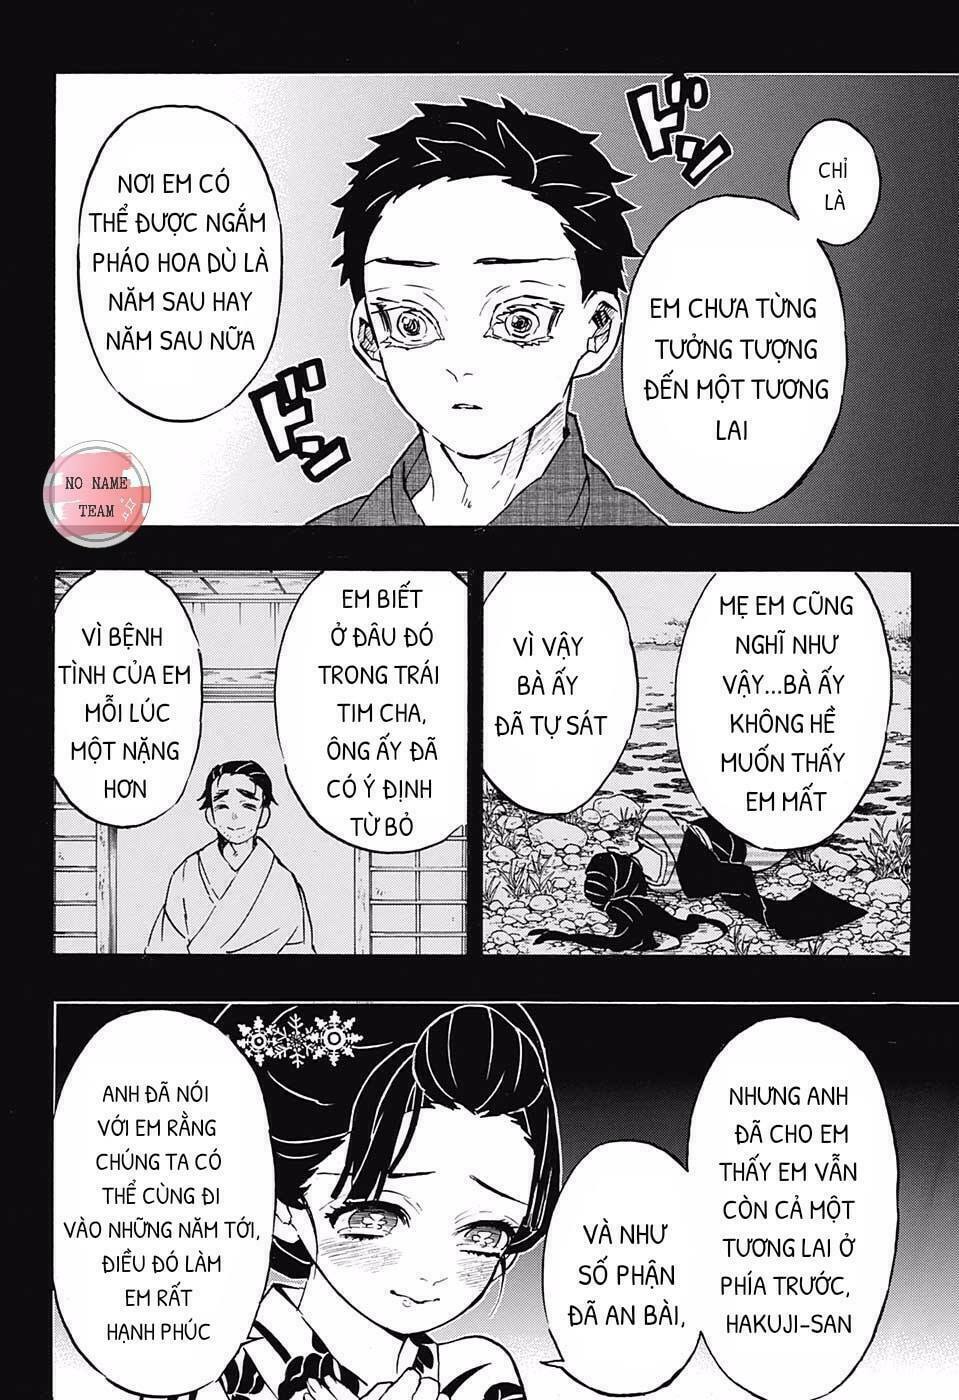 CHỈ
LÀ
EM CHƯA TỪNG
TƯỞNG TƯỢNG
ĐẾN MỘT TƯƠNG
LAI
ドドン
NƠI EM CÓ
THỂ ĐƯỢC NGẮM
PHÁO HOA DÙ LÀ
NĂM SAU HAY
NĂM SAU NỮA
ドドン
NO NAME
TEAM
MẸ EM CŨNG
NGHĨ NHƯ
VẬY...BÀ ẤY
KHÔNG HỀ
MUỐN THẤY
EM MẤT
VÌ VẬY
BÀ ẤY
ĐÃ TỰ SÁT
EM BIẾT
Ở ĐÂU ĐÓ
TRONG TRÁI
TIM CHA,
ÔNG ẤY ĐÃ
CÓ Ý ĐỊNH
TỪ BỎ
VÌ BỆNH
TÌNH CỦA EM
MỖI LÚC
MỘT NẶNG
HƠN
NHƯNG ANH
ĐÃ CHO EM
THẤY EM VẪN
CÒN CẢ MỘT
TƯƠNG LAI Ở
PHÍA TRƯỚC,
HAKUJI-SAN
VÀ NHƯ
SỐ PHẬN
ĐÃ AN BÀI,
ANH ĐÃ NÓI
VỚI EM RẰNG
CHÚNG TA CÓ
THỂ CÙNG ĐI
VÀO NHỮNG NĂM TỚI,
ĐIỀU ĐÓ LÀM
EM RẤT
HẠNH PHÚC